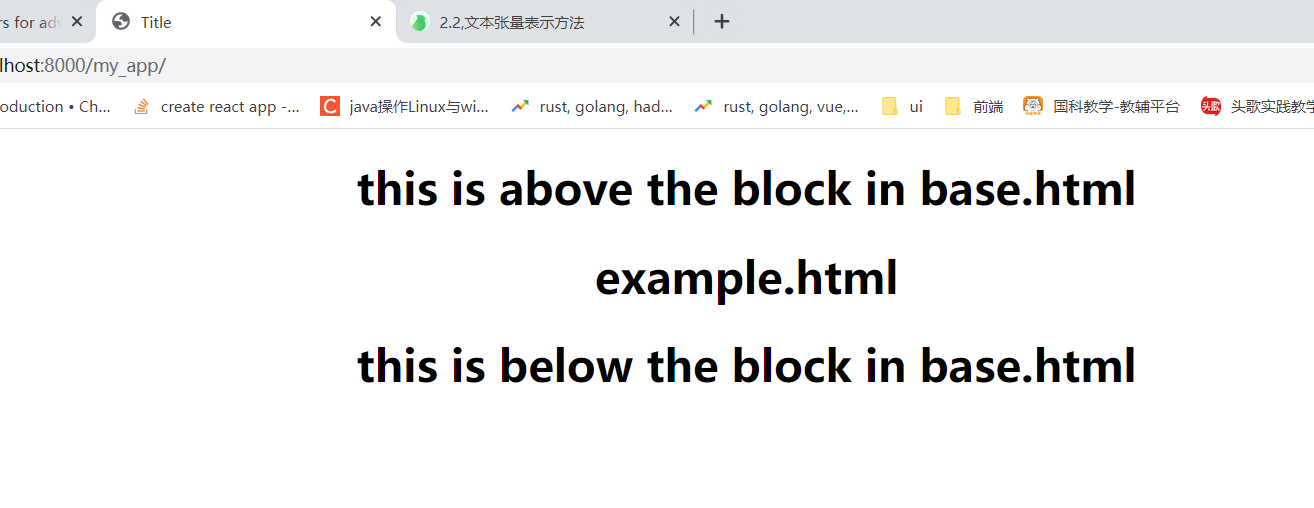 rs for adv
Title
2.2,文本张量表示方法
lhost:8000/my_app/
oduction • Ch...
create react app -...
java操作Linux与wi...
rust, golang, had...
rust, golang, vue,...
ui
前端
国科教学-教辅平台
头歌 头歌实践教学
this is above the block in base.html
example.html
this is below the block in base.html